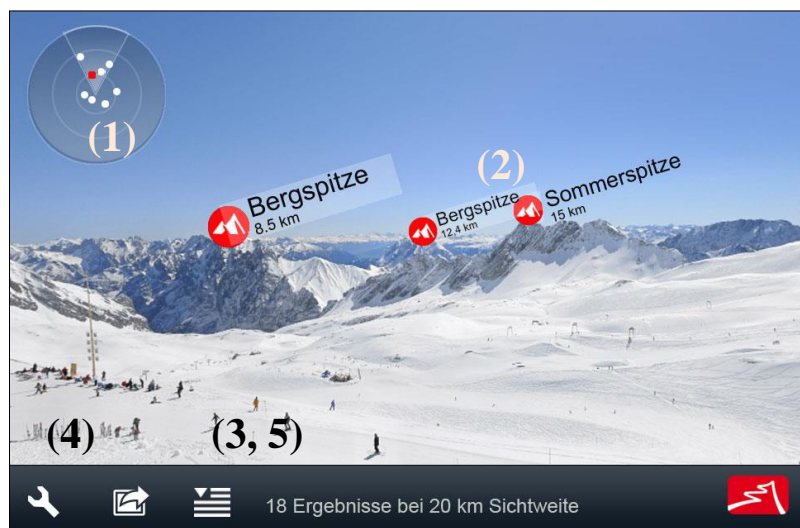 (1)
(2)
Bergspitze
8.5 km
Bergspitze
12,4 km
Sommerspitze
15 km
(4)
(3, 5)
18 Ergebnisse bei 20 km Sichtweite